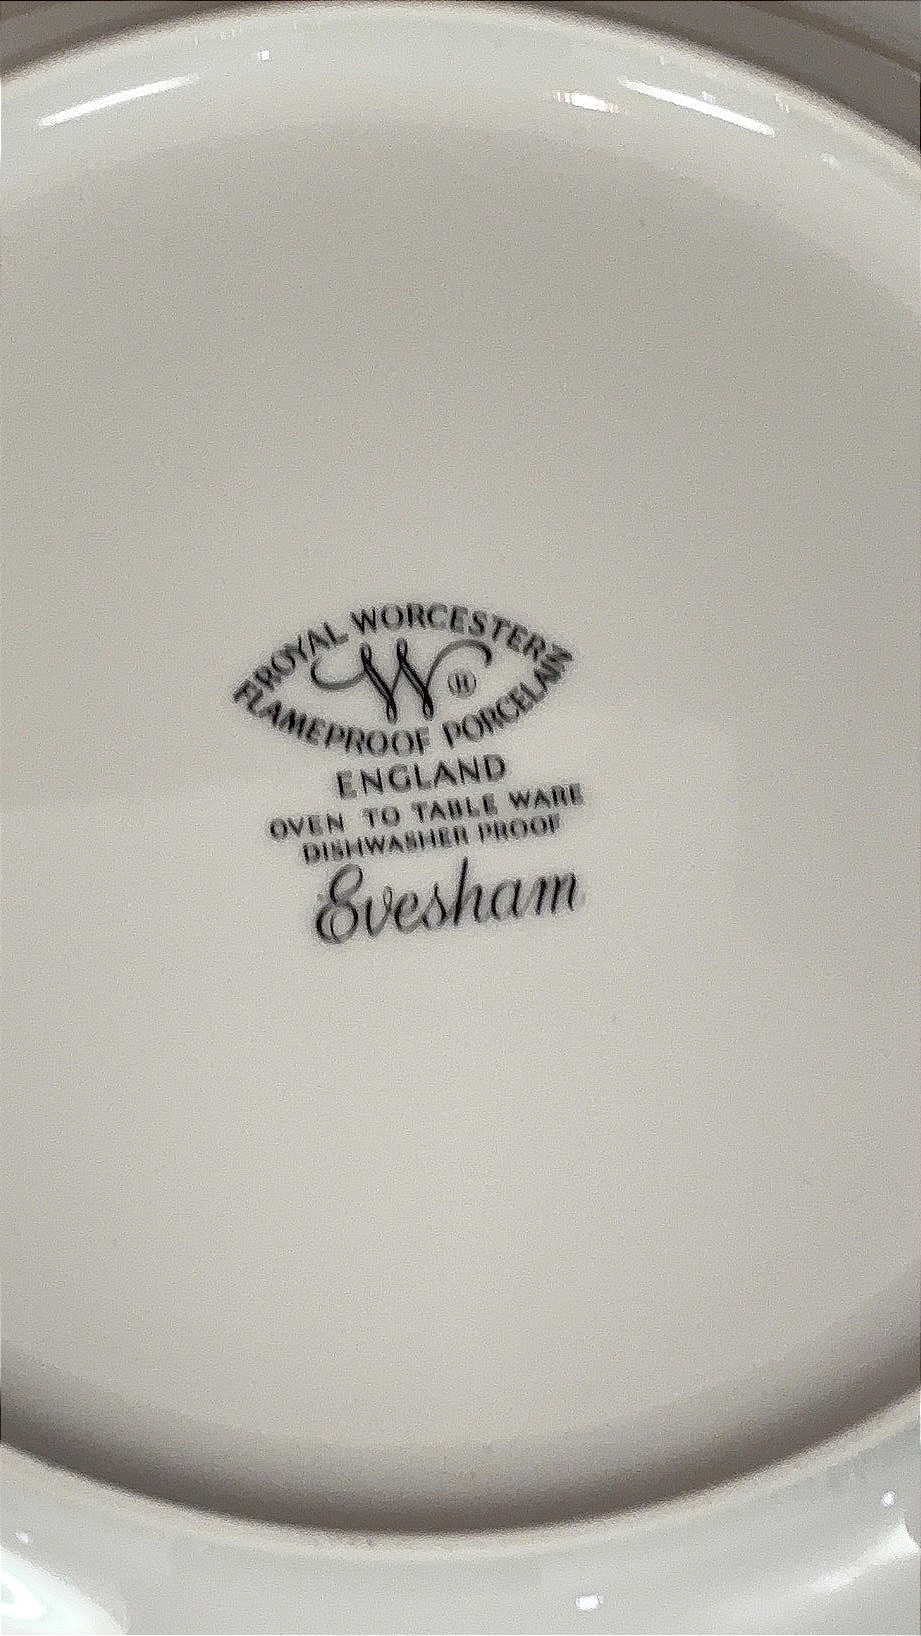 ROYAL WORCESTER
W ®
FLAMEPROOF PORCELAIN
ENGLAND
OVEN TO TABLE WARE
DISHWASHER PROOF
Evesham